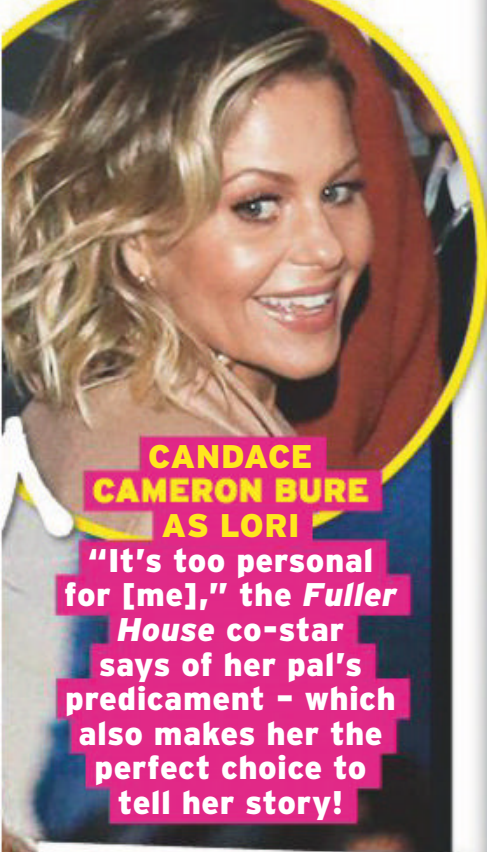 CANDACE
CAMERON BURE
AS LORI
“It’s too personal
for [me],” the Fuller
House co-star
says of her pal’s
predicament – which
also makes her the
perfect choice to
tell her story!